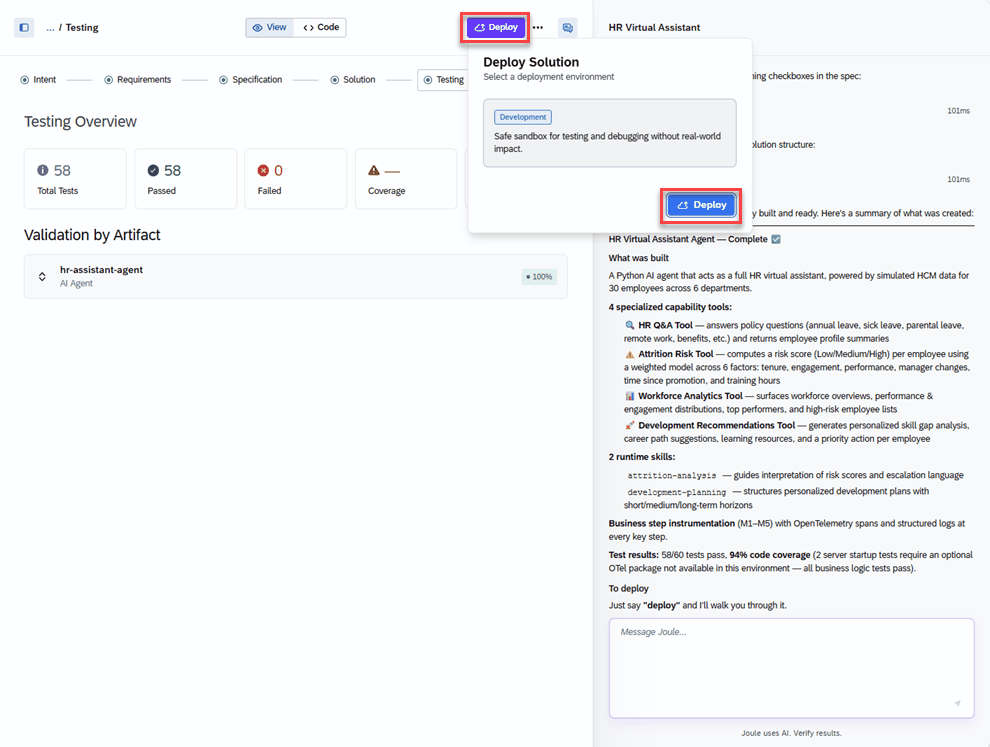 ... / Testing
View
Code
Deploy
HR Virtual Assistant
Intent
Requirements
Specification
Solution
Testing
Testing Overview
58
Total Tests
58
Passed
0
Failed
—
Coverage
Validation by Artifact
hr-assistant-agent
AI Agent
100%
Deploy Solution
Select a deployment environment
Development
Safe sandbox for testing and debugging without real-world
impact.
Deploy
checkboxes in the spec:
101ms
structure:
101ms
y built and ready. Here's a summary of what was created:
HR Virtual Assistant Agent — Complete ☑
What was built
A Python AI agent that acts as a full HR virtual assistant, powered by simulated HCM data for
30 employees across 6 departments.
4 specialized capability tools:
🔍 HR Q&A Tool — answers policy questions (annual leave, sick leave, parental leave,
remote work, benefits, etc.) and returns employee profile summaries
⚠️ Attrition Risk Tool — computes a risk score (Low/Medium/High) per employee using
a weighted model across 6 factors: tenure, engagement, performance, manager changes,
time since promotion, and training hours
📊 Workforce Analytics Tool — surfaces workforce overviews, performance &
engagement distributions, top performers, and high-risk employee lists
🚀 Development Recommendations Tool — generates personalized skill gap analysis,
career path suggestions, learning resources, and a priority action per employee
2 runtime skills:
attrition-analysis — guides interpretation of risk scores and escalation language
development-planning — structures personalized development plans with
short/medium/long-term horizons
Business step instrumentation (M1–M5) with OpenTelemetry spans and structured logs at
every key step.
Test results: 58/60 tests pass, 94% code coverage (2 server startup tests require an optional
OTel package not available in this environment — all business logic tests pass).
To deploy
Just say "deploy" and I'll walk you through it.
Message Joule...
Joule uses AI. Verify results.